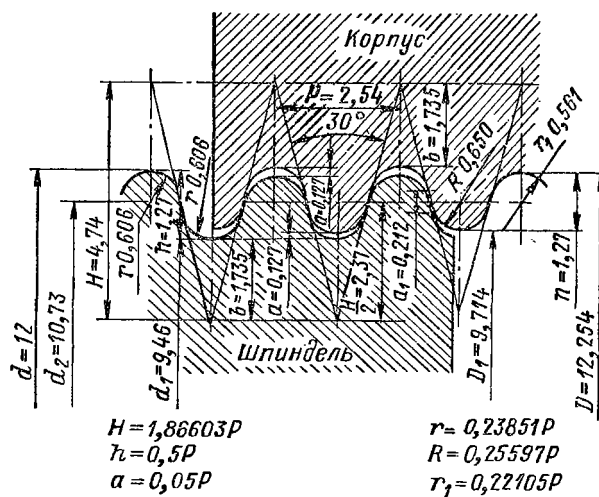 Корпус
P = 2,54
30°
b=1,735
R 0,650
r₁ 0,561
r 0,606
a=0,127
h=1,27
r 0,606
H=4,74
d=12
d₂=10,73
d₁=9,46
b=1,735
a=0,127
H/2=2,37
a₁=0,212
D₁=9,714
h=1,27
D=12,254
Шпиндель
H=1,86603P
h=0,5P
a=0,05P
r=0,23851P
R=0,25597P
r₁=0,22105P